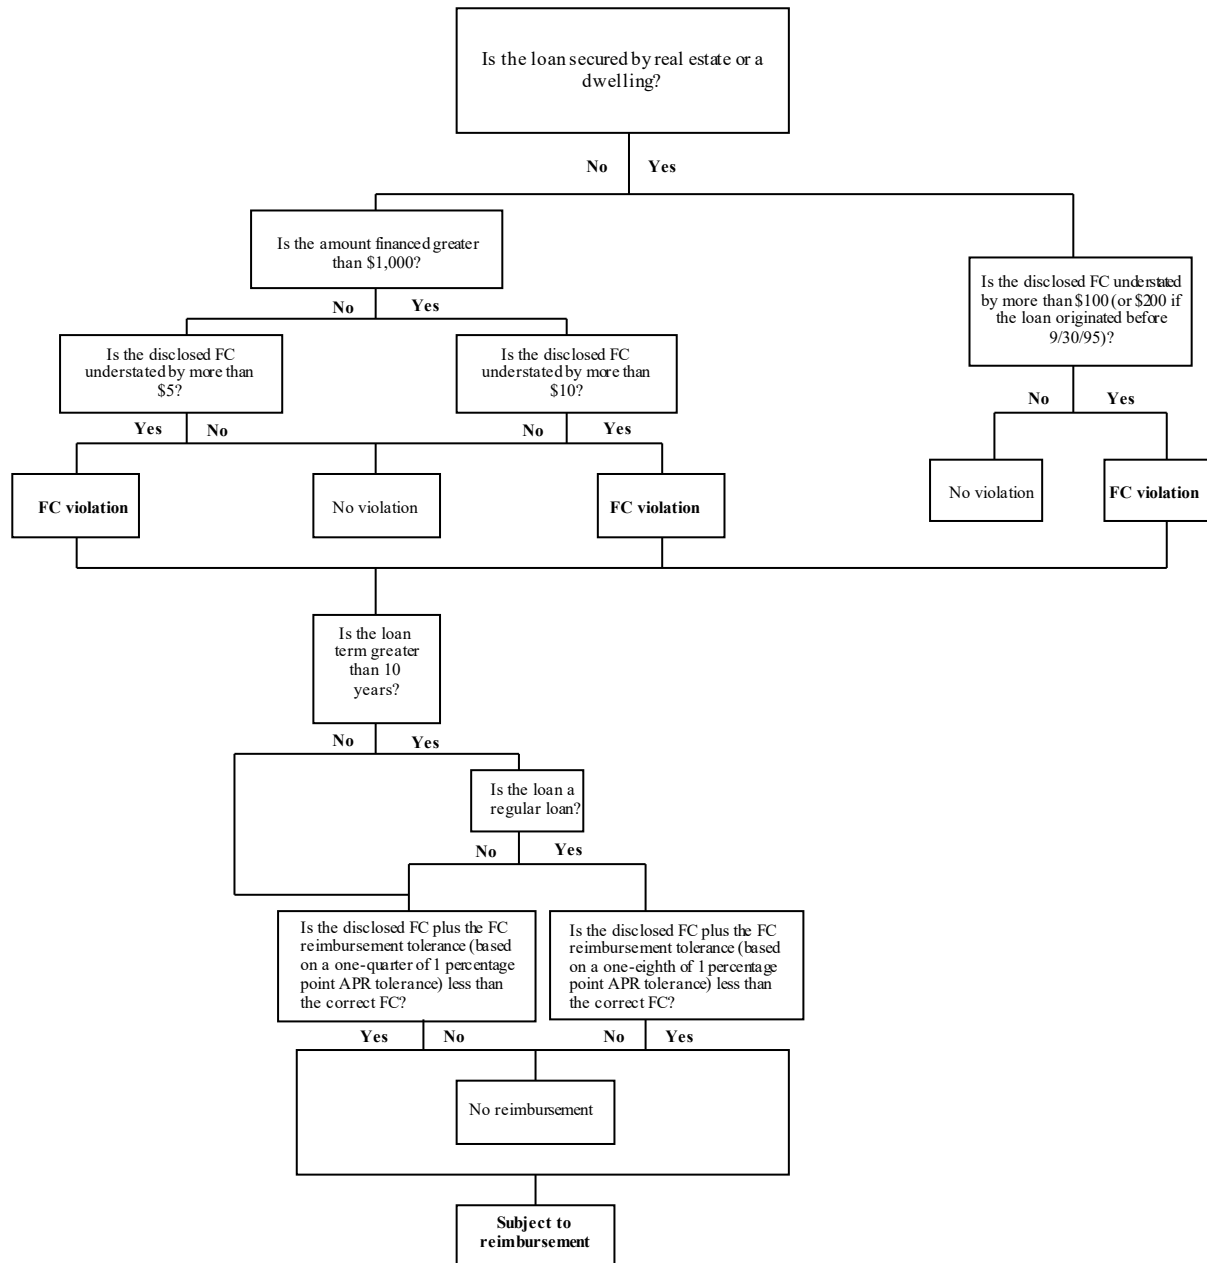 Is the loan secured by real estate or a
dwelling?
No
Yes
Is the amount financed greater
than $1,000?
Is the disclosed FC understated
by more than $100 (or $200 if
the loan originated before
9/30/95)?
No
Yes
Is the disclosed FC
understated by more than
$5?
Is the disclosed FC
understated by more than
$10?
No
Yes
Yes
No
No
Yes
FC violation
No violation
FC violation
No violation
FC violation
Is the loan
term greater
than 10
years?
No
Yes
Is the loan a
regular loan?
No
Yes
Is the disclosed FC plus the FC
reimbursement tolerance (based
on a one-quarter of 1 percentage
point APR tolerance) less than
the correct FC?
Is the disclosed FC plus the FC
reimbursement tolerance (based
on a one-eighth of 1 percentage
point APR tolerance) less than
the correct FC?
Yes
No
No
Yes
No reimbursement
Subject to
reimbursement